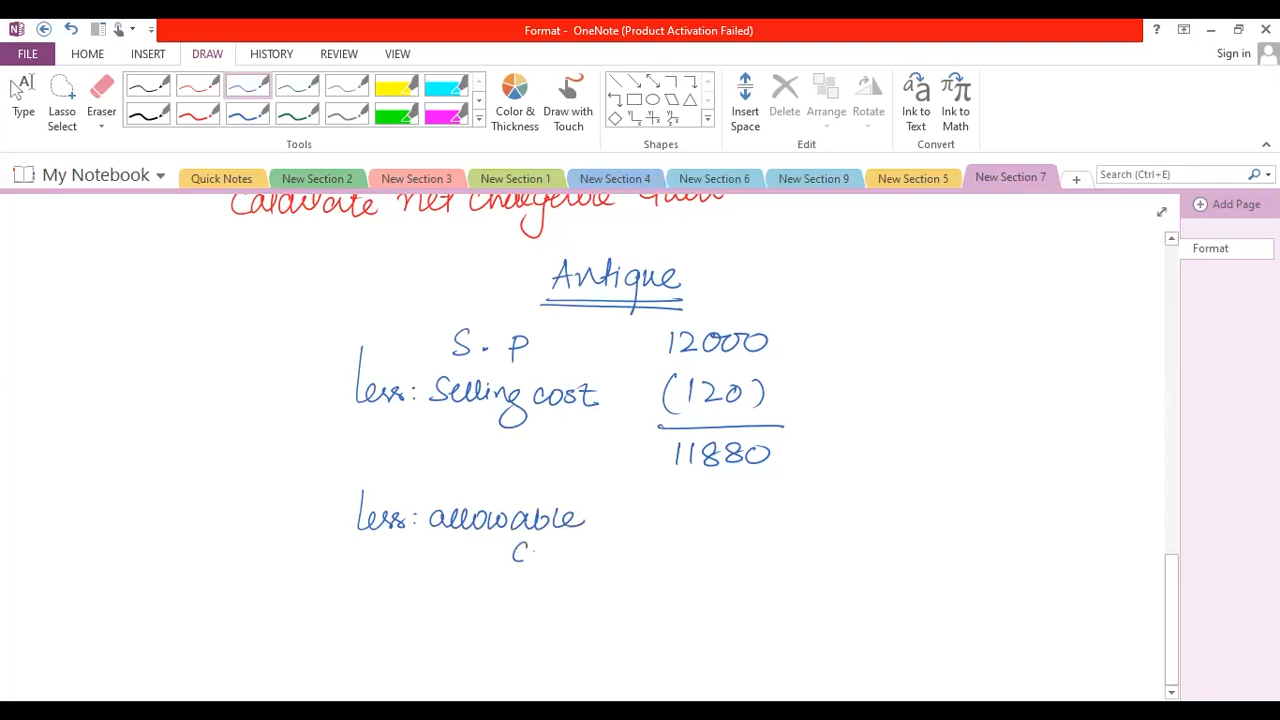 Format - OneNote (Product Activation Failed)
?
FILE HOME INSERT DRAW HISTORY REVIEW VIEW
Sign in
Type
Lasso Select
Eraser
Color & Thickness
Draw with Touch
Insert Space
Delete
Arrange
Rotate
Ink to Text
Ink to Math
Tools Shapes Edit Convert
My Notebook Quick Notes New Section 2 New Section 3 New Section 1 New Section 4 New Section 6 New Section 9 New Section 5 New Section 7 Search (Ctrl+E)
Add Page
Format
Calculate net chargeable Gain
Antique
S.P 12000
Less: Selling cost (120)
11880
Less: allowable
C